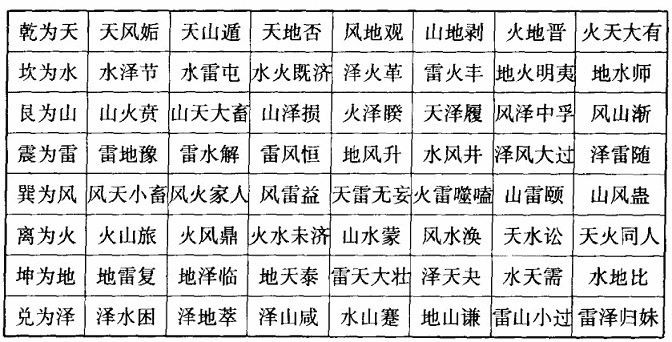 乾为天 天风姤 天山遁 天地否 风地观 山地剥 火地晋 火天大有
坎为水 水泽节 水雷屯 水火既济 泽火革 雷火丰 地火明夷 地水师
艮为山 山火贲 山天大畜 山泽损 火泽睽 天泽履 风泽中孚 风山渐
震为雷 雷地豫 雷水解 雷风恒 地风升 水风井 泽风大过 泽雷随
巽为风 风天小畜 风火家人 风雷益 天雷无妄 火雷噬嗑 山雷颐 山风蛊
离为火 火山旅 火风鼎 火水未济 山水蒙 风水涣 天水讼 天火同人
坤为地 地雷复 地泽临 地天泰 雷天大壮 泽天夬 水天需 水地比
兑为泽 泽水困 泽地萃 泽山咸 水山蹇 地山谦 雷山小过 雷泽归妹